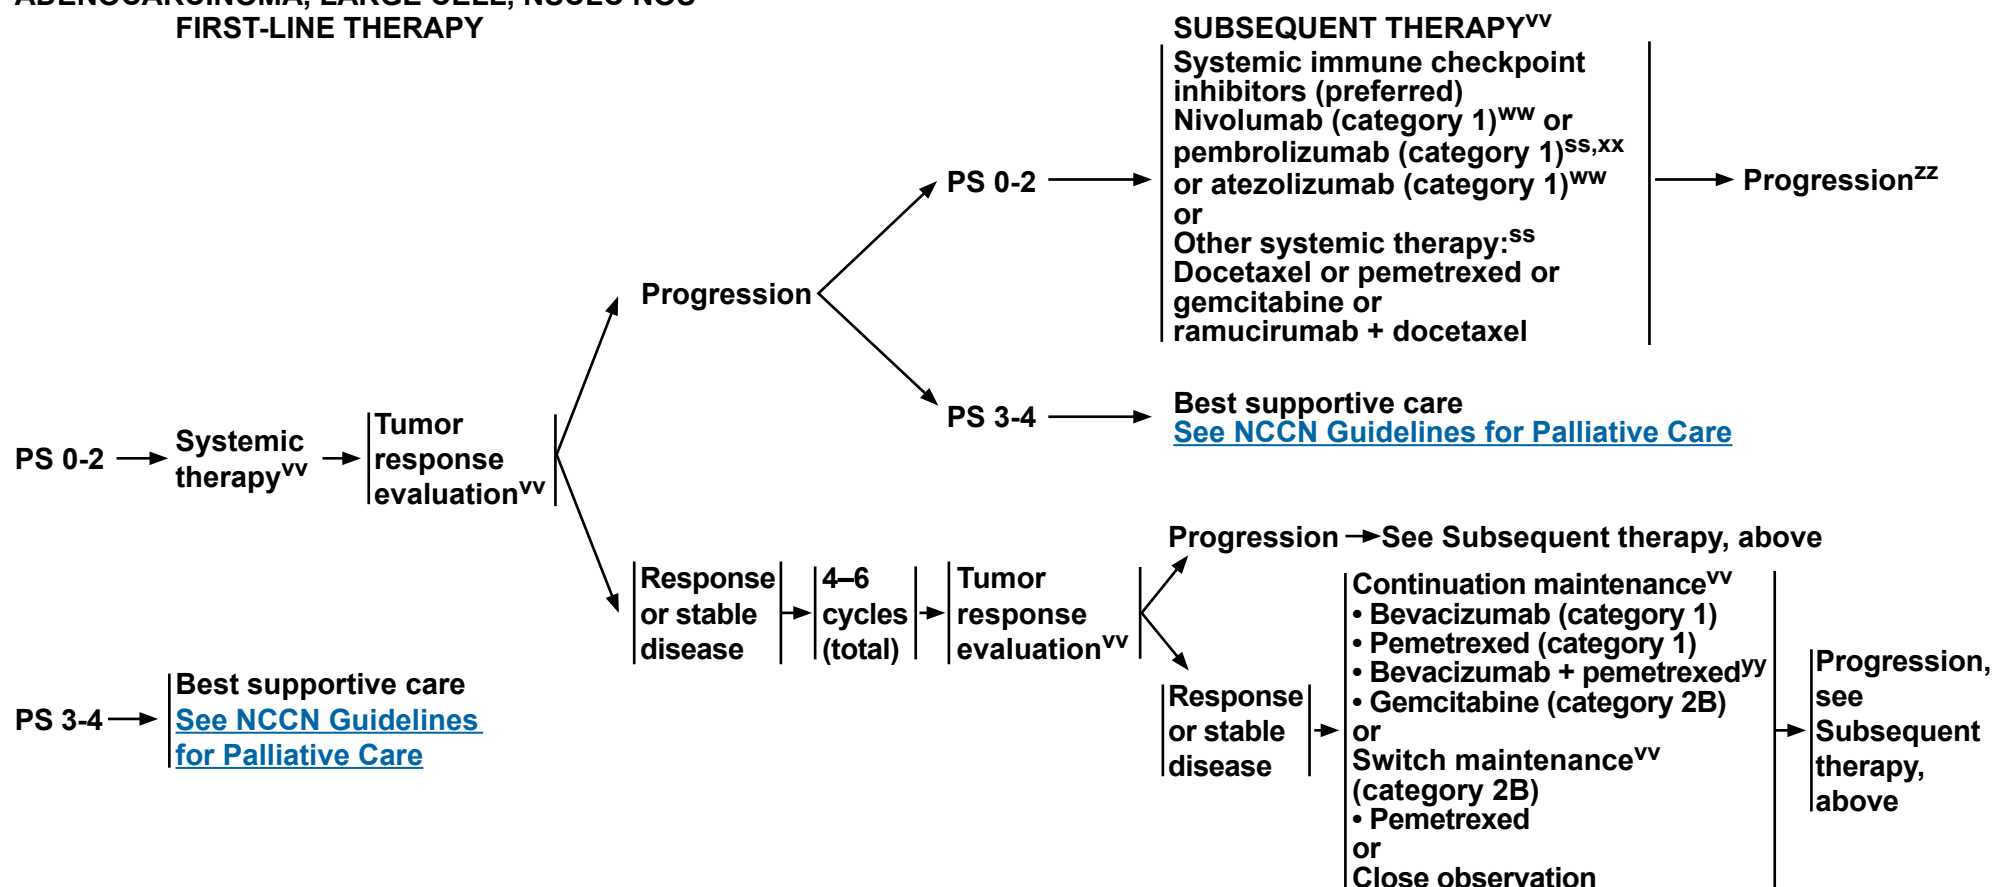 ADENOCARCINOMA, LARGE CELL, NSCLC NOS
FIRST-LINE THERAPY
SUBSEQUENT THERAPYvv
Systemic immune checkpoint
inhibitors (preferred)
Nivolumab (category 1)ww or
pembrolizumab (category 1)ss,xx
or atezolizumab (category 1)ww
or
Other systemic therapy:ss
Docetaxel or pemetrexed or
gemcitabine or
ramucirumab + docetaxel
PS 0-2
Progressionzz
Progression
PS 3-4
Best supportive care
See NCCN Guidelines for Palliative Care
PS 0-2
Systemic
therapyvv
Tumor
response
evaluationvv
Response
or stable
disease
4–6
cycles
(total)
Tumor
response
evaluationvv
Progression
See Subsequent therapy, above
Response
or stable
disease
Continuation maintenancevv
• Bevacizumab (category 1)
• Pemetrexed (category 1)
• Bevacizumab + pemetrexedyy
• Gemcitabine (category 2B)
or
Switch maintenancevv
(category 2B)
• Pemetrexed
or
Close observation
Progression,
see
Subsequent
therapy,
above
PS 3-4
Best supportive care
See NCCN Guidelines
for Palliative Care